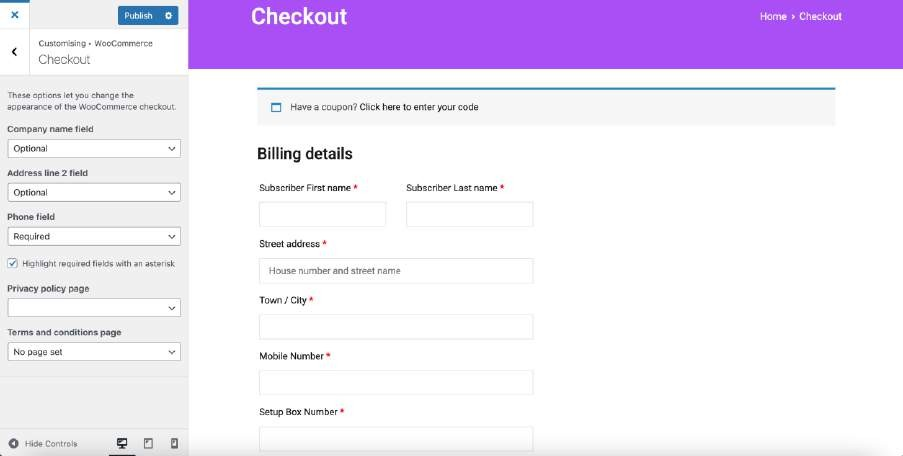 Publish
Customising • WooCommerce
Checkout
These options let you change the
appearance of the WooCommerce checkout.
Company name field
Optional
Address line 2 field
Optional
Phone field
Required
Highlight required fields with an asterisk
Privacy policy page
Terms and conditions page
No page set
Hide Controls
Checkout
Home › Checkout
Have a coupon? Click here to enter your code
Billing details
Subscriber First name * Subscriber Last name *
Street address *
House number and street name
Town / City *
Mobile Number *
Setup Box Number *